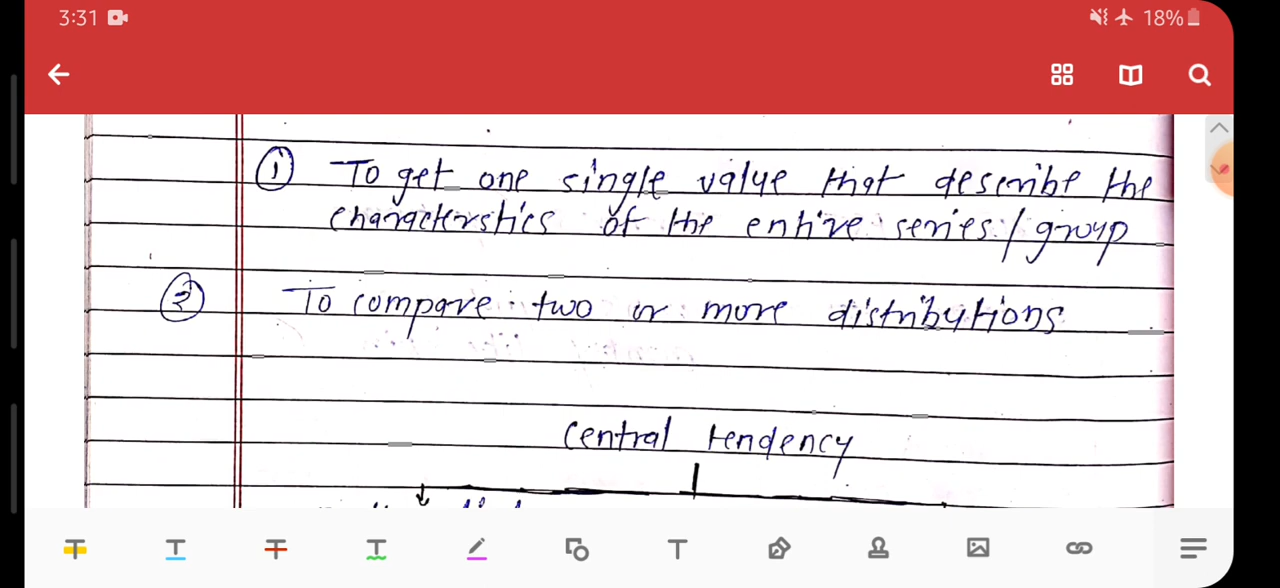 3:31
18%
① To get one single value that describe the
characterstics of the entire series/group
② To compare two or more distributions
Central tendency